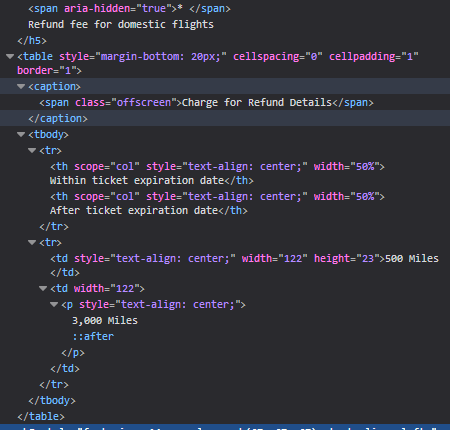 <span aria-hidden="true">* </span>
Refund fee for domestic flights
</h5>
<table style="margin-bottom: 20px;" cellspacing="0" cellpadding="1"
border="1">
<caption>
<span class="offscreen">Charge for Refund Details</span>
</caption>
<tbody>
<tr>
<th scope="col" style="text-align: center;" width="50%">
Within ticket expiration date</th>
<th scope="col" style="text-align: center;" width="50%">
After ticket expiration date</th>
</tr>
<tr>
<td style="text-align: center;" width="122" height="23">500 Miles
</td>
<td width="122">
<p style="text-align: center;">
3,000 Miles
::after
</p>
</td>
</tr>
</tbody>
</table>